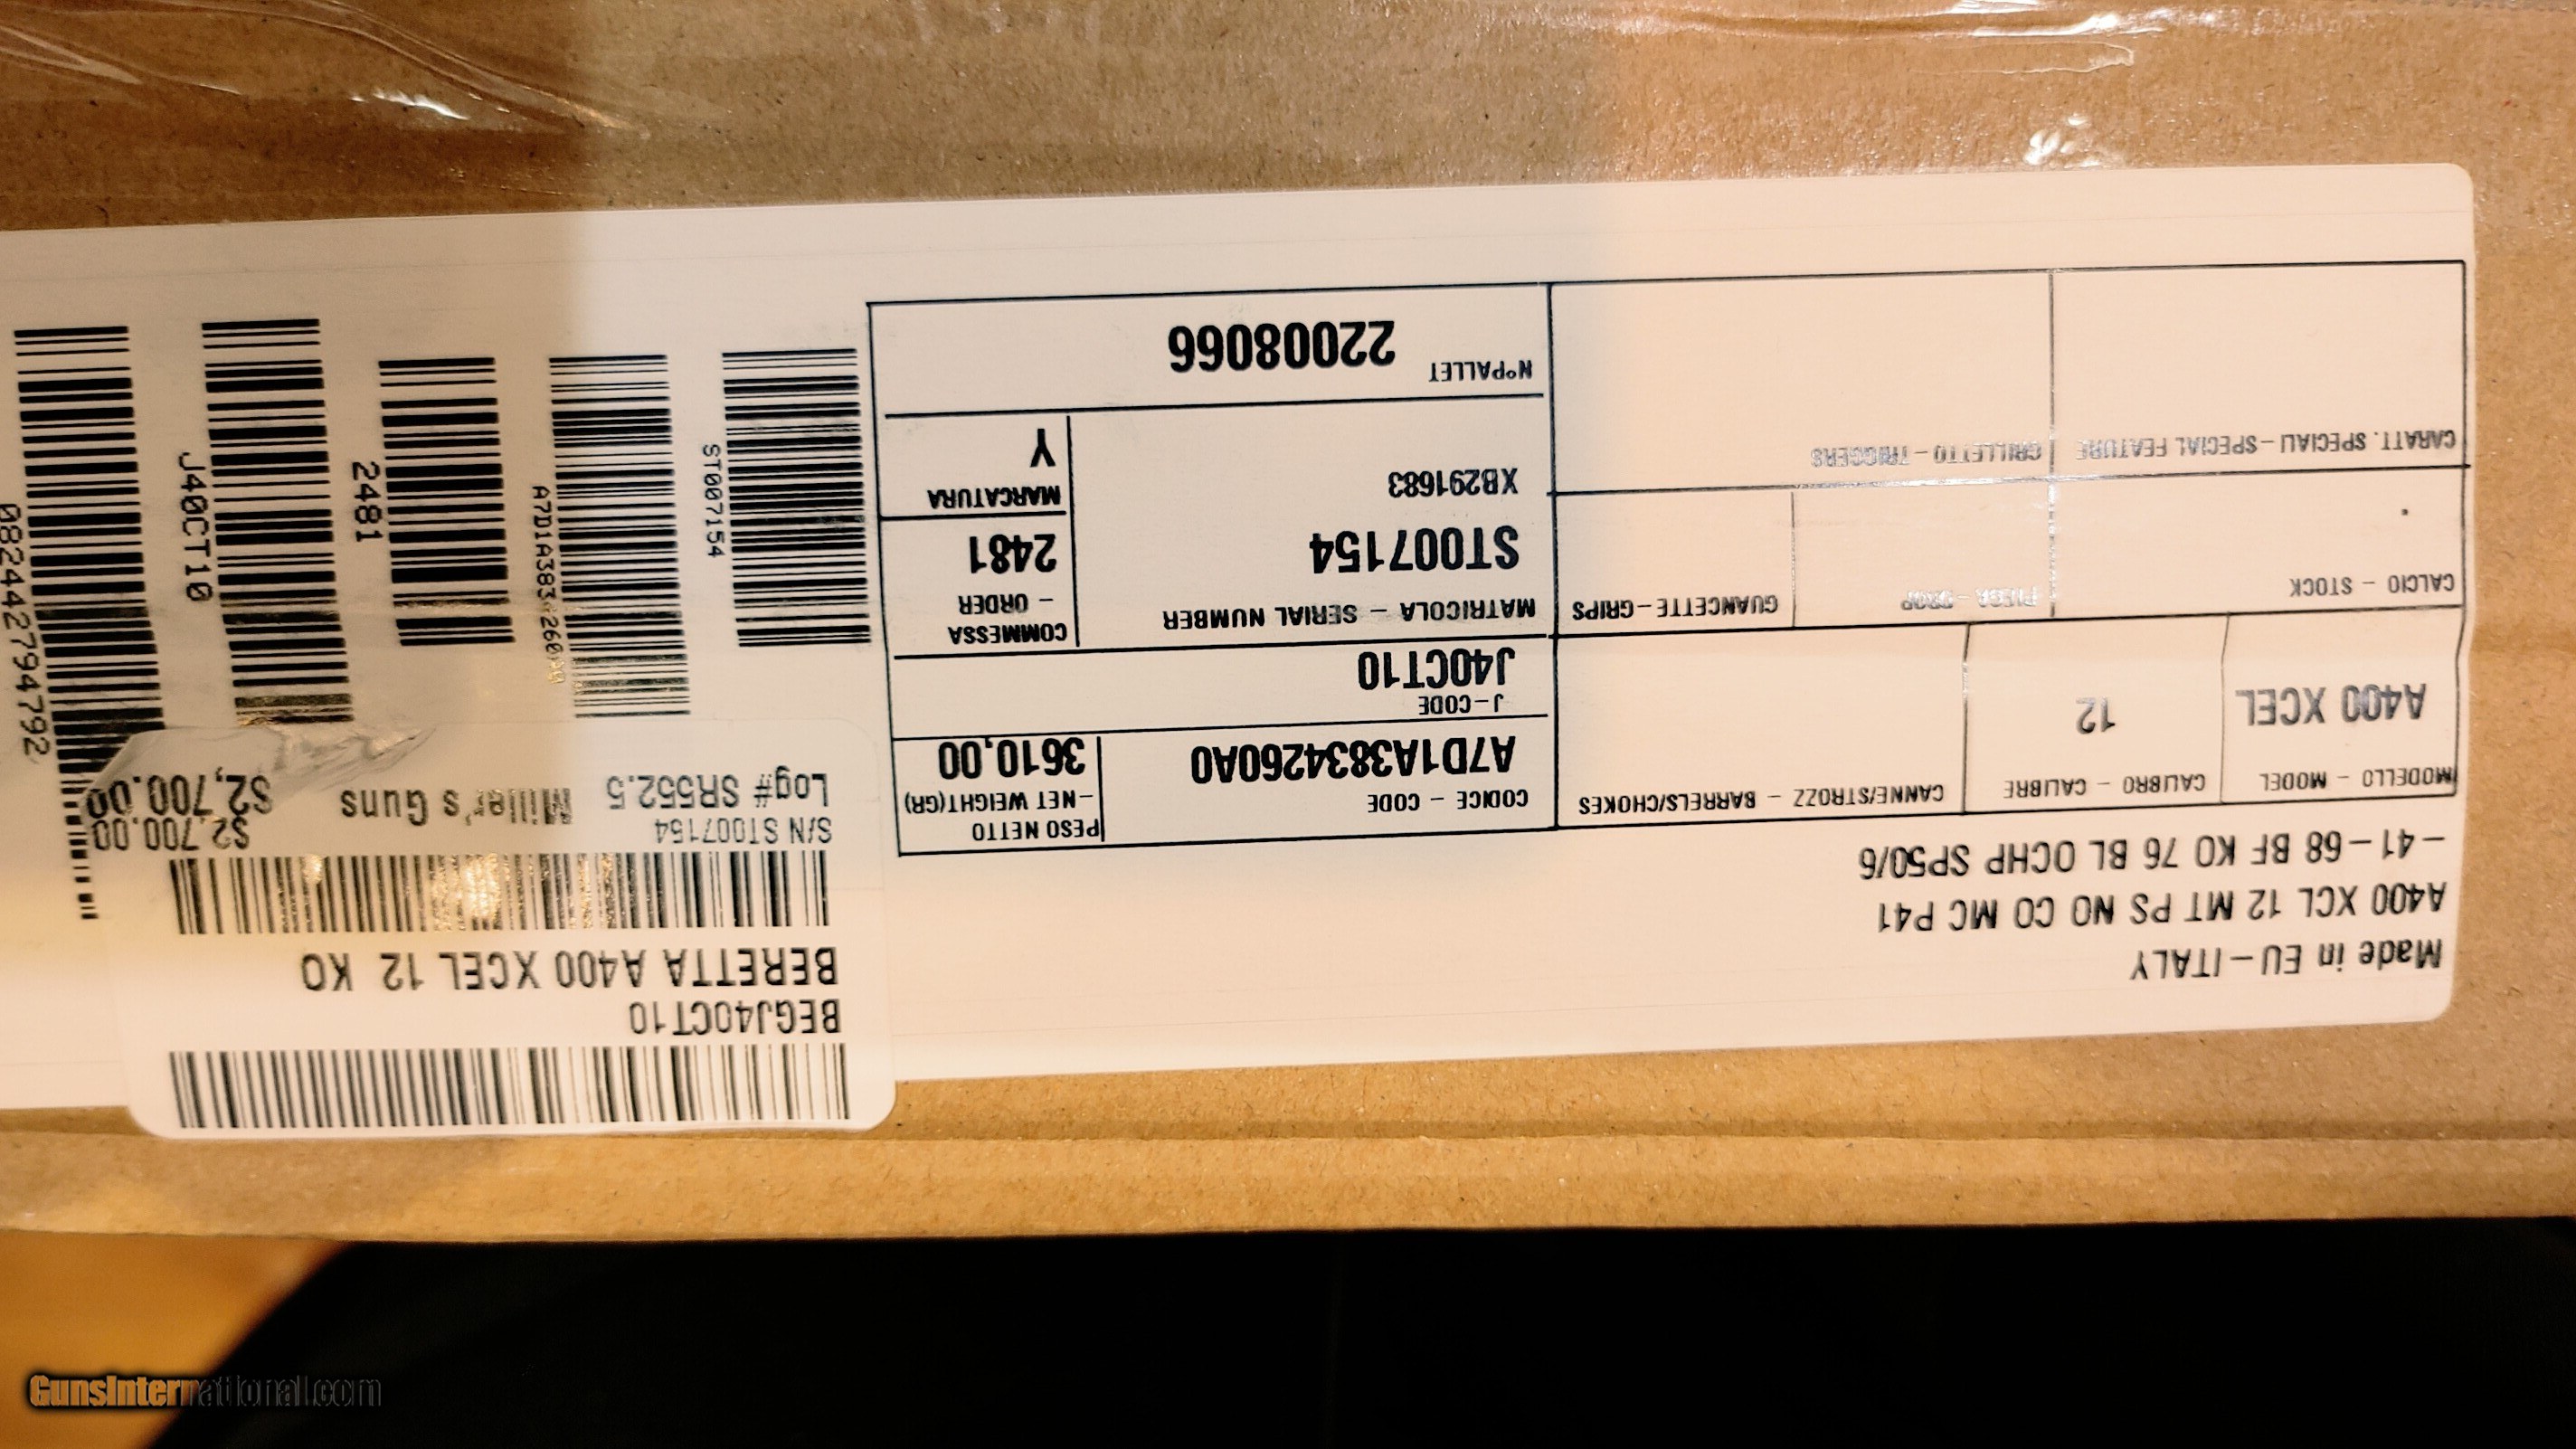 Made in EU-ITALY
A400 XCL 12 MT PS NO CO MC P41
-41-68 BF KO 76 BL OCHP SP50/6
MODELLO - MODEL
A400 XCEL
CALIBRO - CALIBRE
12
CANNE/STROZZ - BARRELS/CHOKES
CALCIO - STOCK
PIEGA - DROP
GUANCETTE-GRIPS
CARATT. SPECIALI-SPECIAL FEATURE
GRILLETTO-TRIGGERS
CODICE - CODE
A7D1A3834260A0
PESO NETTO
-NET WEIGHT(GR)
3610,00
J-CODE
J40CT10
MATRICOLA - SERIAL NUMBER
ST007154
XB291683
COMMESSA
- ORDER
2481
MARCATURA
Y
N°PALLET
22008066
BEGJ40CT10
BERETTA A400 XCEL 12 KO
S/N ST007154
$2,700.00
Log# SR552.5
Miller's Guns
$2,700.00
ST007154
2481
J40CT10
082442794792
GunsInternational.com